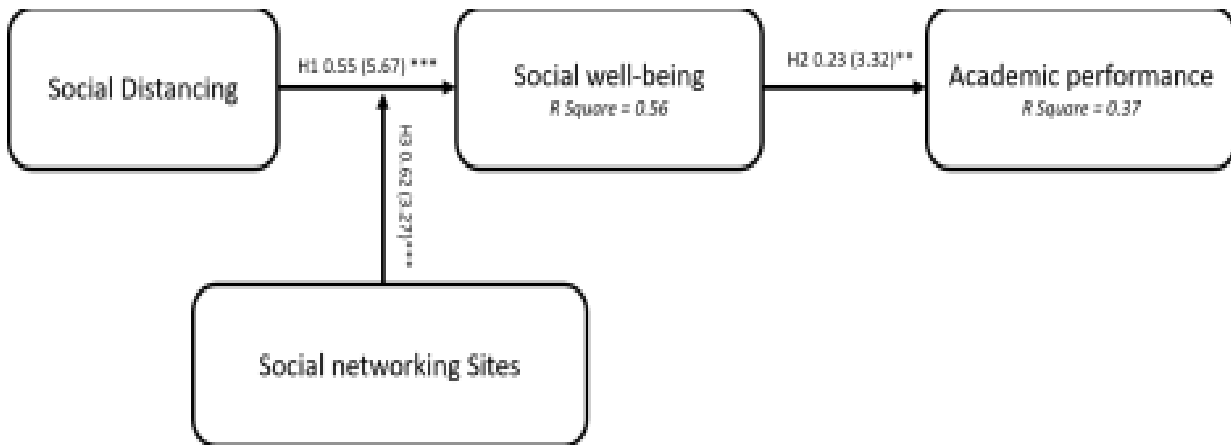 Social Distancing
H1 0.55 (5.67) ***
Social well-being
R Square = 0.56
H2 0.23 (3.32)**
Academic performance
R Square = 0.37
H3 0.62 (3.27)***
Social networking Sites